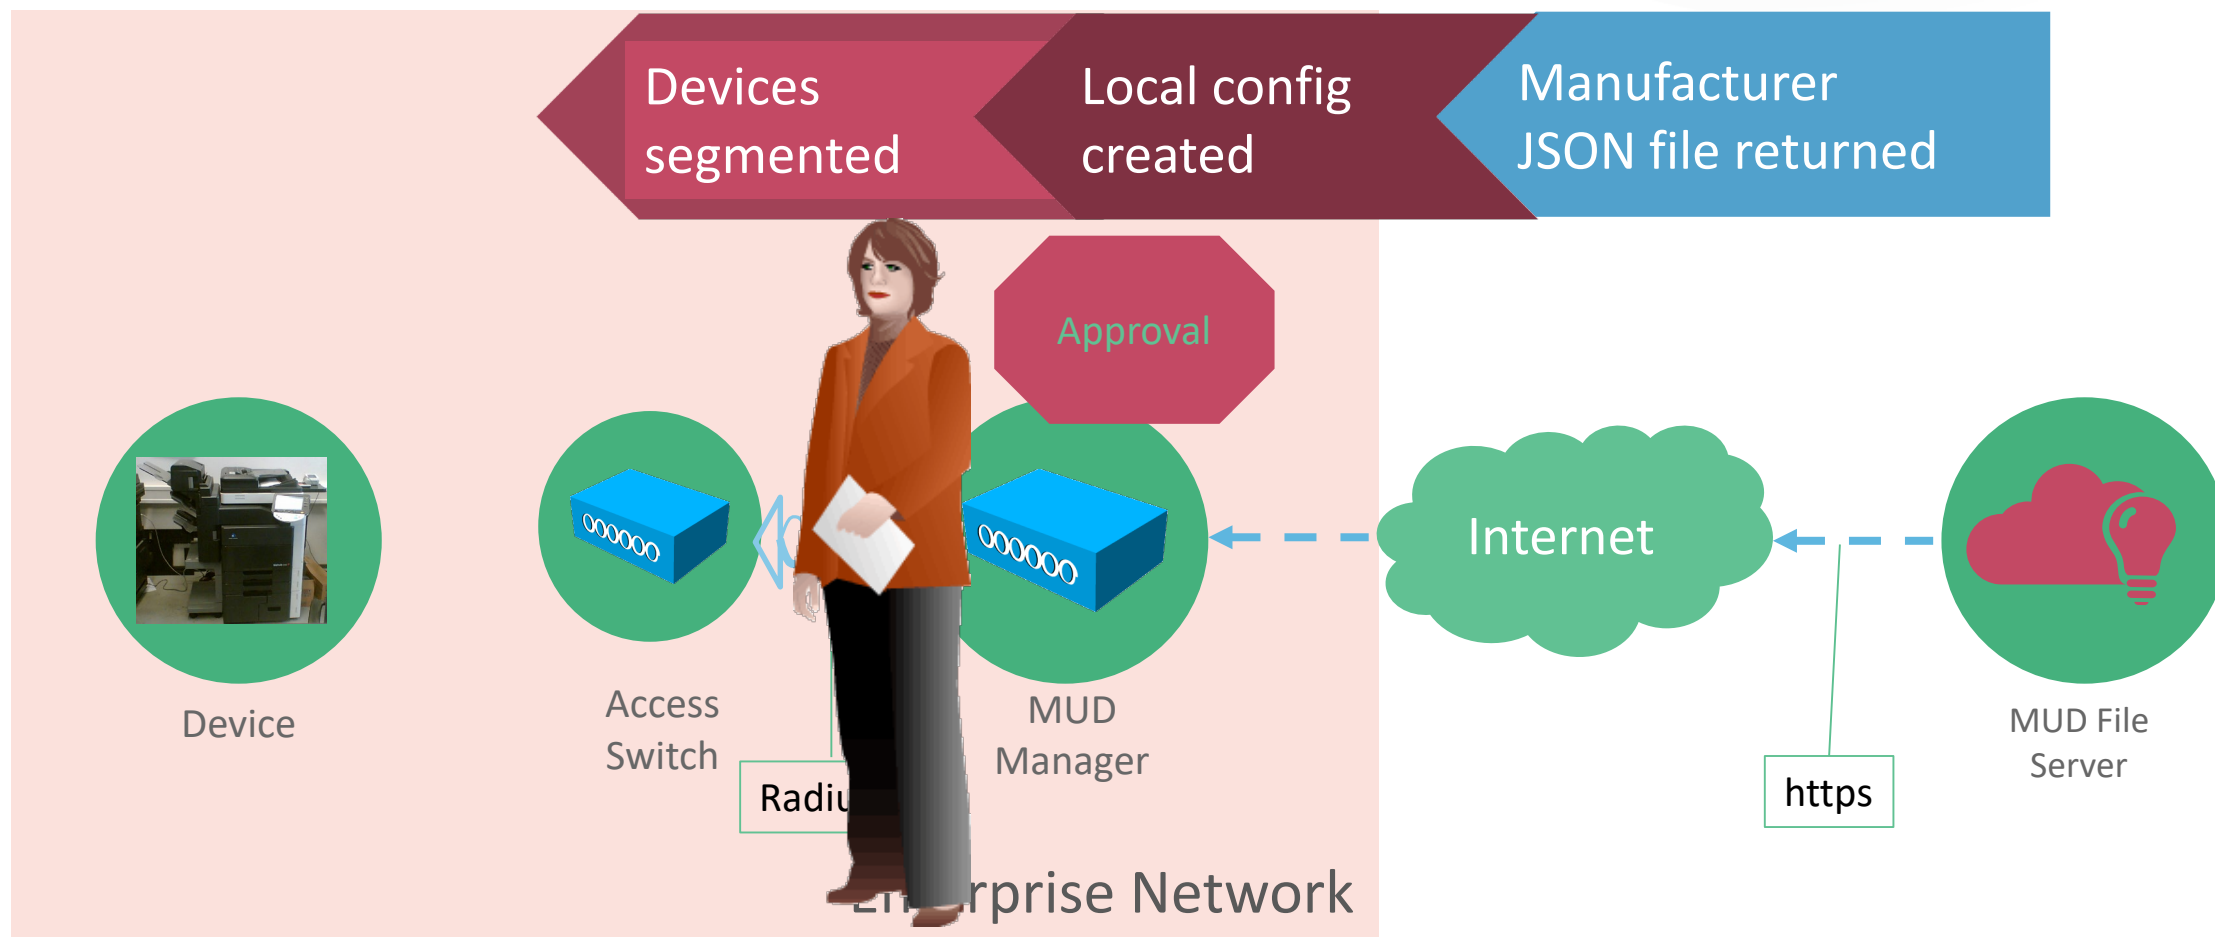 Devices
segmented
Local config
created
Manufacturer
JSON file returned
Approval
Internet
Device
Access
Switch
MUD
Manager
MUD File
Server
https
Network